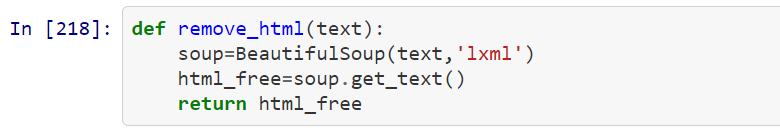 In [218]: def remove_html(text):
    soup=BeautifulSoup(text,'lxml')
    html_free=soup.get_text()
    return html_free